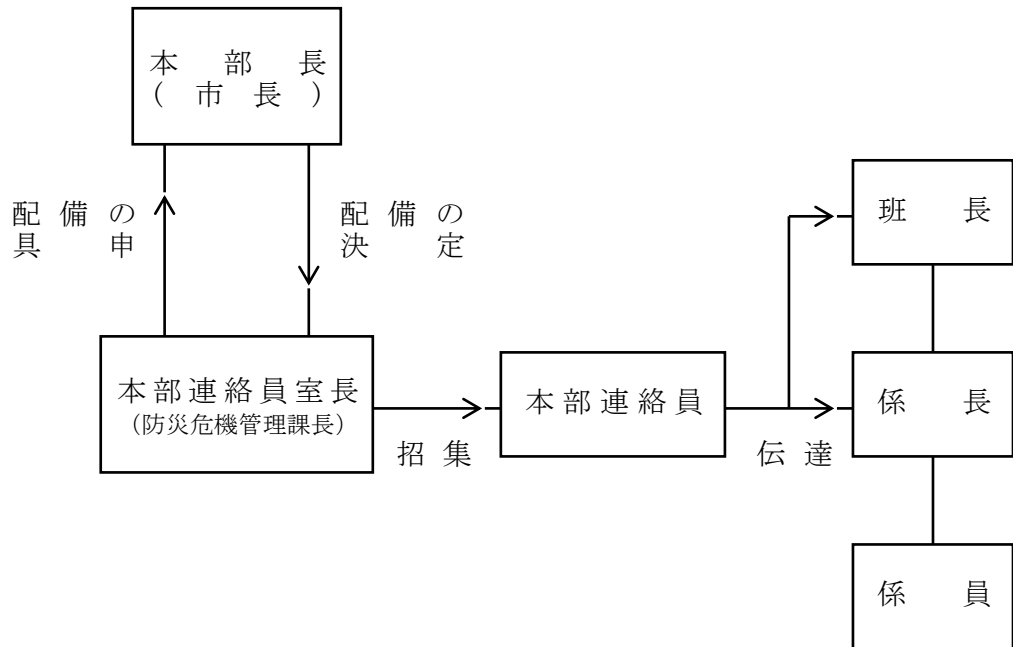 本部長
(市長)
配備の
具申
配備の
決定
班長
本部連絡員室長
(防災危機管理課長)
招集
本部連絡員
伝達
係長
係員